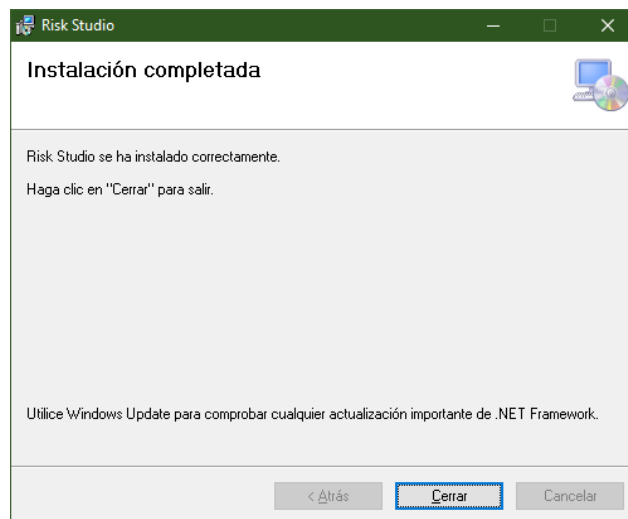 Risk Studio
Instalación completada
Risk Studio se ha instalado correctamente.
Haga clic en "Cerrar" para salir.
Utilice Windows Update para comprobar cualquier actualización importante de .NET Framework.
< Atrás
Cerrar
Cancelar